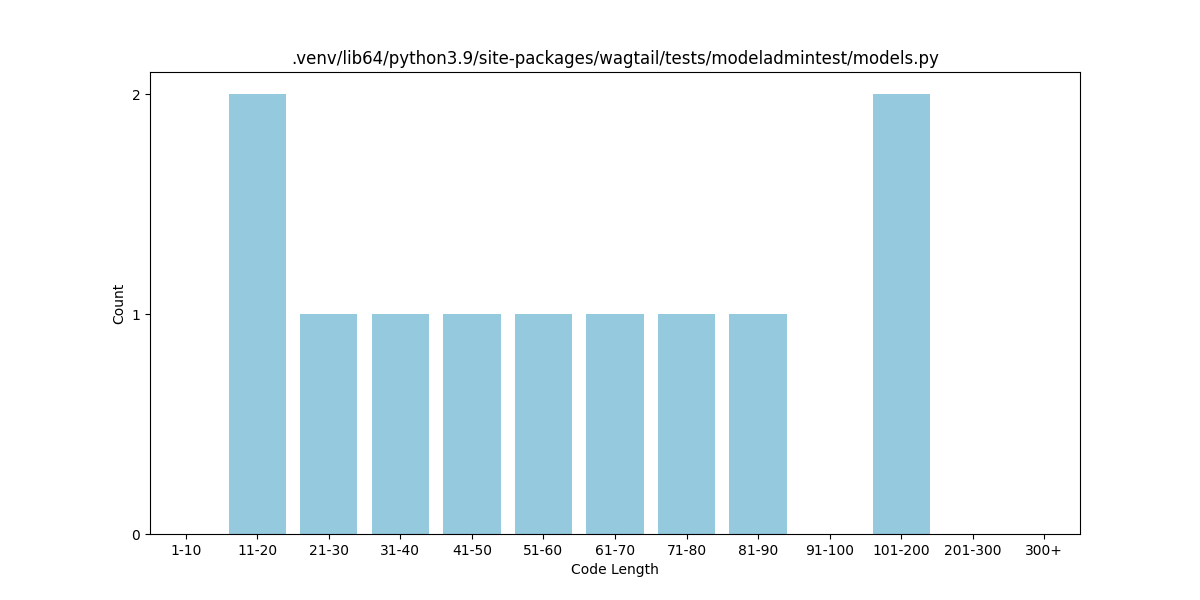 .venv/lib64/python3.9/site-packages/wagtail/tests/modeladmintest/models.py
2
1
0
Count
1-10 11-20 21-30 31-40 41-50 51-60 61-70 71-80 81-90 91-100 101-200 201-300 300+
Code Length